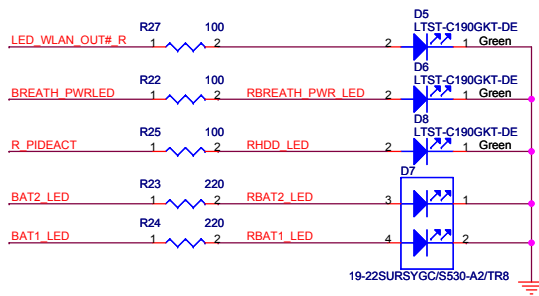 D5
R27 100 LTST-C190GKT-DE
LED_WLAN_OUT#_R 1 2 2 1 Green
D6
R22 100 LTST-C190GKT-DE
BREATH_PWRLED 1 2 RBREATH_PWR_LED 2 1 Green
D8
R25 100 LTST-C190GKT-DE
R_PIDEACT 1 2 RHDD_LED 2 1 Green
D7
R23 220
BAT2_LED 1 2 RBAT2_LED 3 1
R24 220
BAT1_LED 1 2 RBAT1_LED 4 2
19-22SURSYGC/S530-A2/TR8